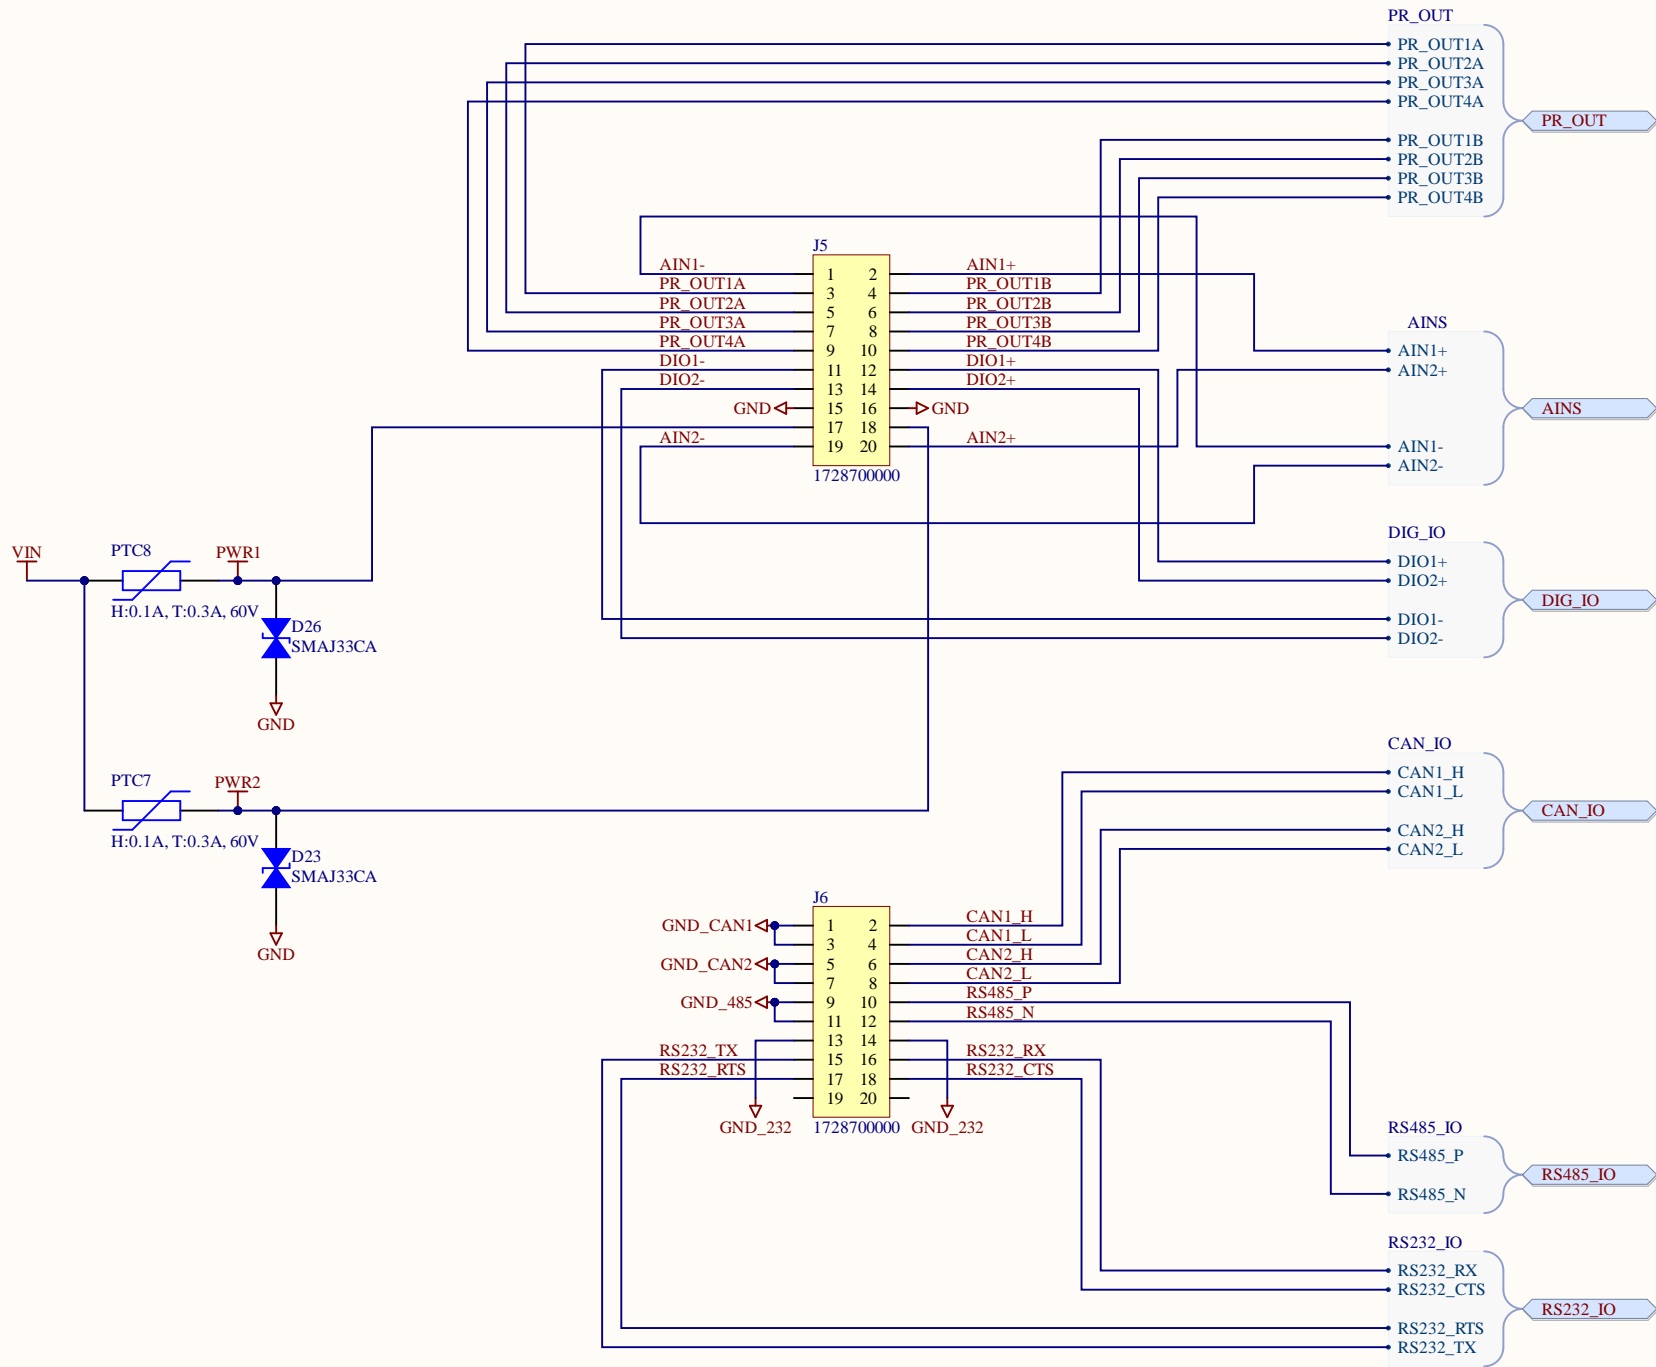 PR_OUT
PR_OUT1A
PR_OUT2A
PR_OUT3A
PR_OUT4A
PR_OUT
PR_OUT1B
PR_OUT2B
PR_OUT3B
PR_OUT4B
J5
AIN1- 1 2 AIN1+
PR_OUT1A 3 4 PR_OUT1B
PR_OUT2A 5 6 PR_OUT2B
PR_OUT3A 7 8 PR_OUT3B
PR_OUT4A 9 10 PR_OUT4B
DIO1- 11 12 DIO1+
DIO2- 13 14 DIO2+
GND 15 16 GND
17 18
AIN2- 19 20 AIN2+
1728700000
AINS
AIN1+
AIN2+
AINS
AIN1-
AIN2-
DIG_IO
DIO1+
DIO2+
DIG_IO
DIO1-
DIO2-
VIN
PTC8
PWR1
H:0.1A, T:0.3A, 60V
D26
SMAJ33CA
GND
PTC7
PWR2
H:0.1A, T:0.3A, 60V
D23
SMAJ33CA
GND
CAN_IO
CAN1_H
CAN1_L
CAN_IO
CAN2_H
CAN2_L
J6
GND_CAN1 1 2 CAN1_H
3 4 CAN1_L
GND_CAN2 5 6 CAN2_H
7 8 CAN2_L
GND_485 9 10 RS485_P
11 12 RS485_N
13 14
RS232_TX 15 16 RS232_RX
RS232_RTS 17 18 RS232_CTS
19 20
GND_232 1728700000 GND_232
RS485_IO
RS485_P
RS485_IO
RS485_N
RS232_IO
RS232_RX
RS232_CTS
RS232_IO
RS232_RTS
RS232_TX